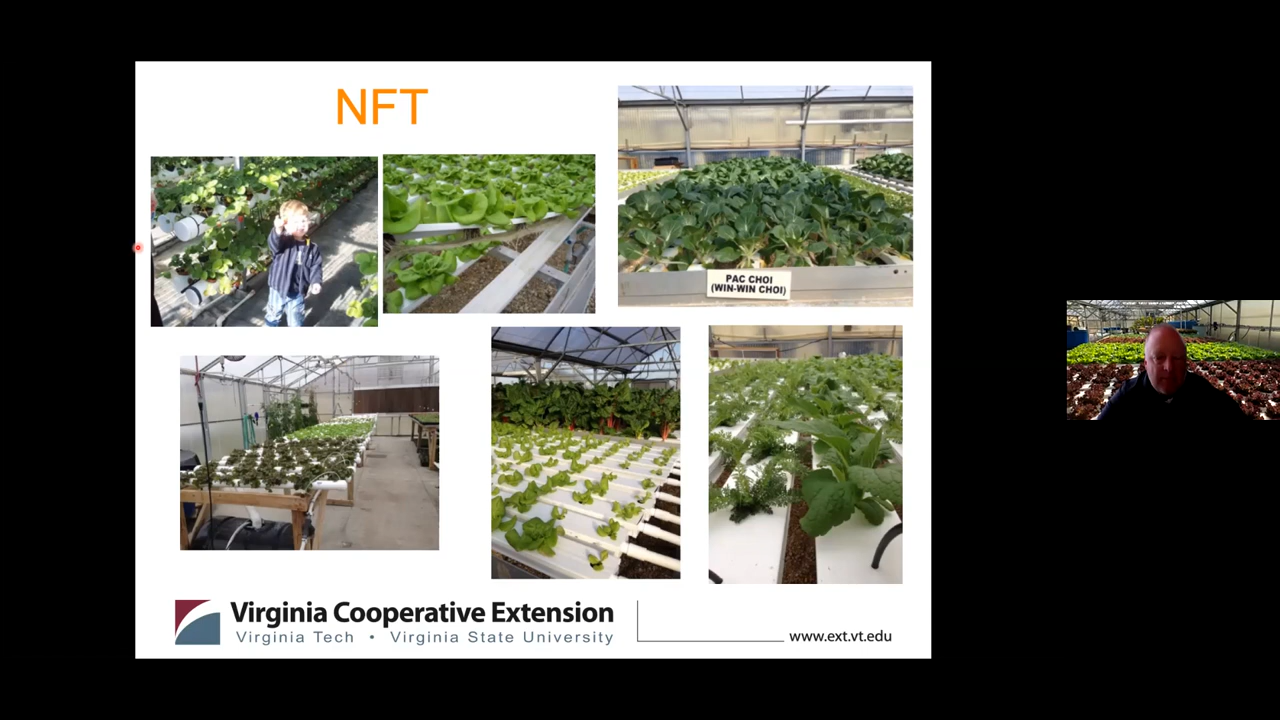 NFT
PAC CHOI
(WIN-WIN CHOI)
Virginia Cooperative Extension
Virginia Tech • Virginia State University
www.ext.vt.edu